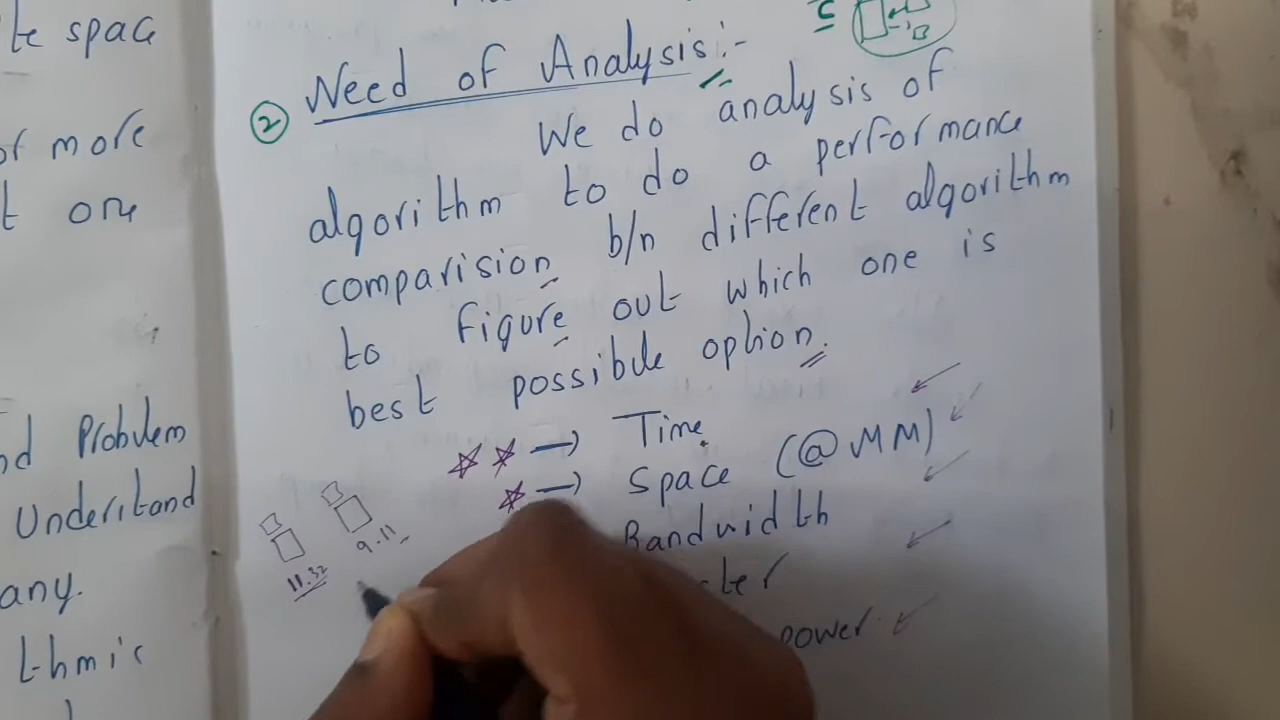 te space
of more
t one
nd Problem
Understand
any.
thmic
② Need of Analysis:-
We do analysis of
algorithm to do a performance
comparision b/n different algorithm
to figure out which one is
best possible option.
→ Time
→ Space (@ MM)
Bandwidth
ster
power
11.32
9.11